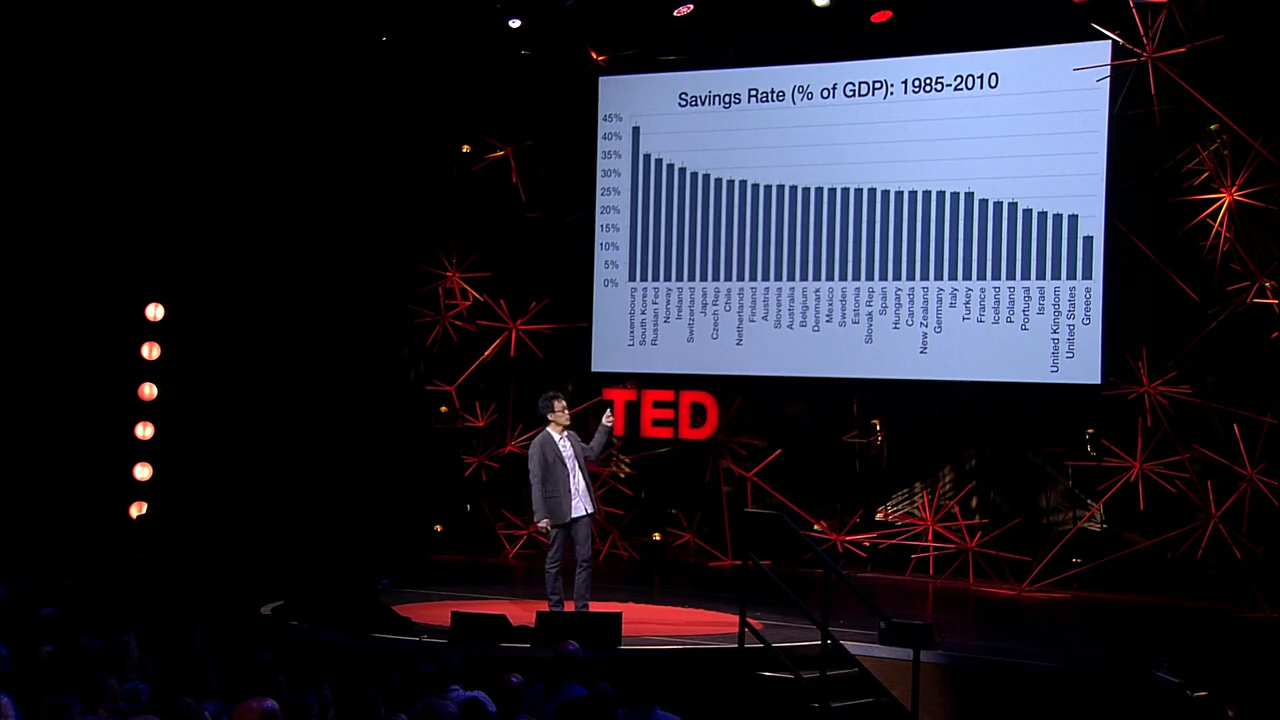 Savings Rate (% of GDP): 1985-2010
45%
40%
35%
30%
25%
20%
15%
10%
5%
0%
Luxembourg
South Korea
Russian Fed
Norway
Ireland
Switzerland
Japan
Czech Rep
Chile
Netherlands
Finland
Austria
Slovenia
Australia
Belgium
Denmark
Mexico
Sweden
Estonia
Slovak Rep
Spain
Hungary
Canada
New Zealand
Germany
Italy
Turkey
France
Iceland
Poland
Portugal
Israel
United Kingdom
United States
Greece
TED